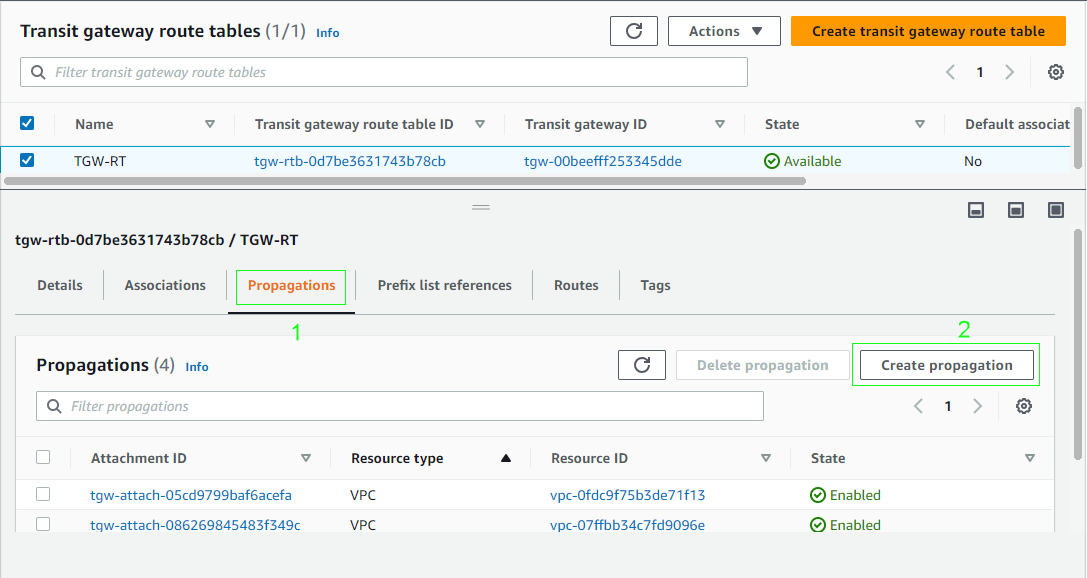 Transit gateway route tables (1/1) Info
Actions
Create transit gateway route table
Filter transit gateway route tables
1
Name
Transit gateway route table ID
Transit gateway ID
State
Default associat
TGW-RT
tgw-rtb-0d7be3631743b78cb
tgw-00beefff253345dde
Available
No
tgw-rtb-0d7be3631743b78cb / TGW-RT
Details
Associations
Propagations
Prefix list references
Routes
Tags
1
2
Propagations (4) Info
Delete propagation
Create propagation
Filter propagations
1
Attachment ID
Resource type
Resource ID
State
tgw-attach-05cd9799baf6acefa
VPC
vpc-0fdc9f75b3de71f13
Enabled
tgw-attach-086269845483f349c
VPC
vpc-07ffbb34c7fd9096e
Enabled